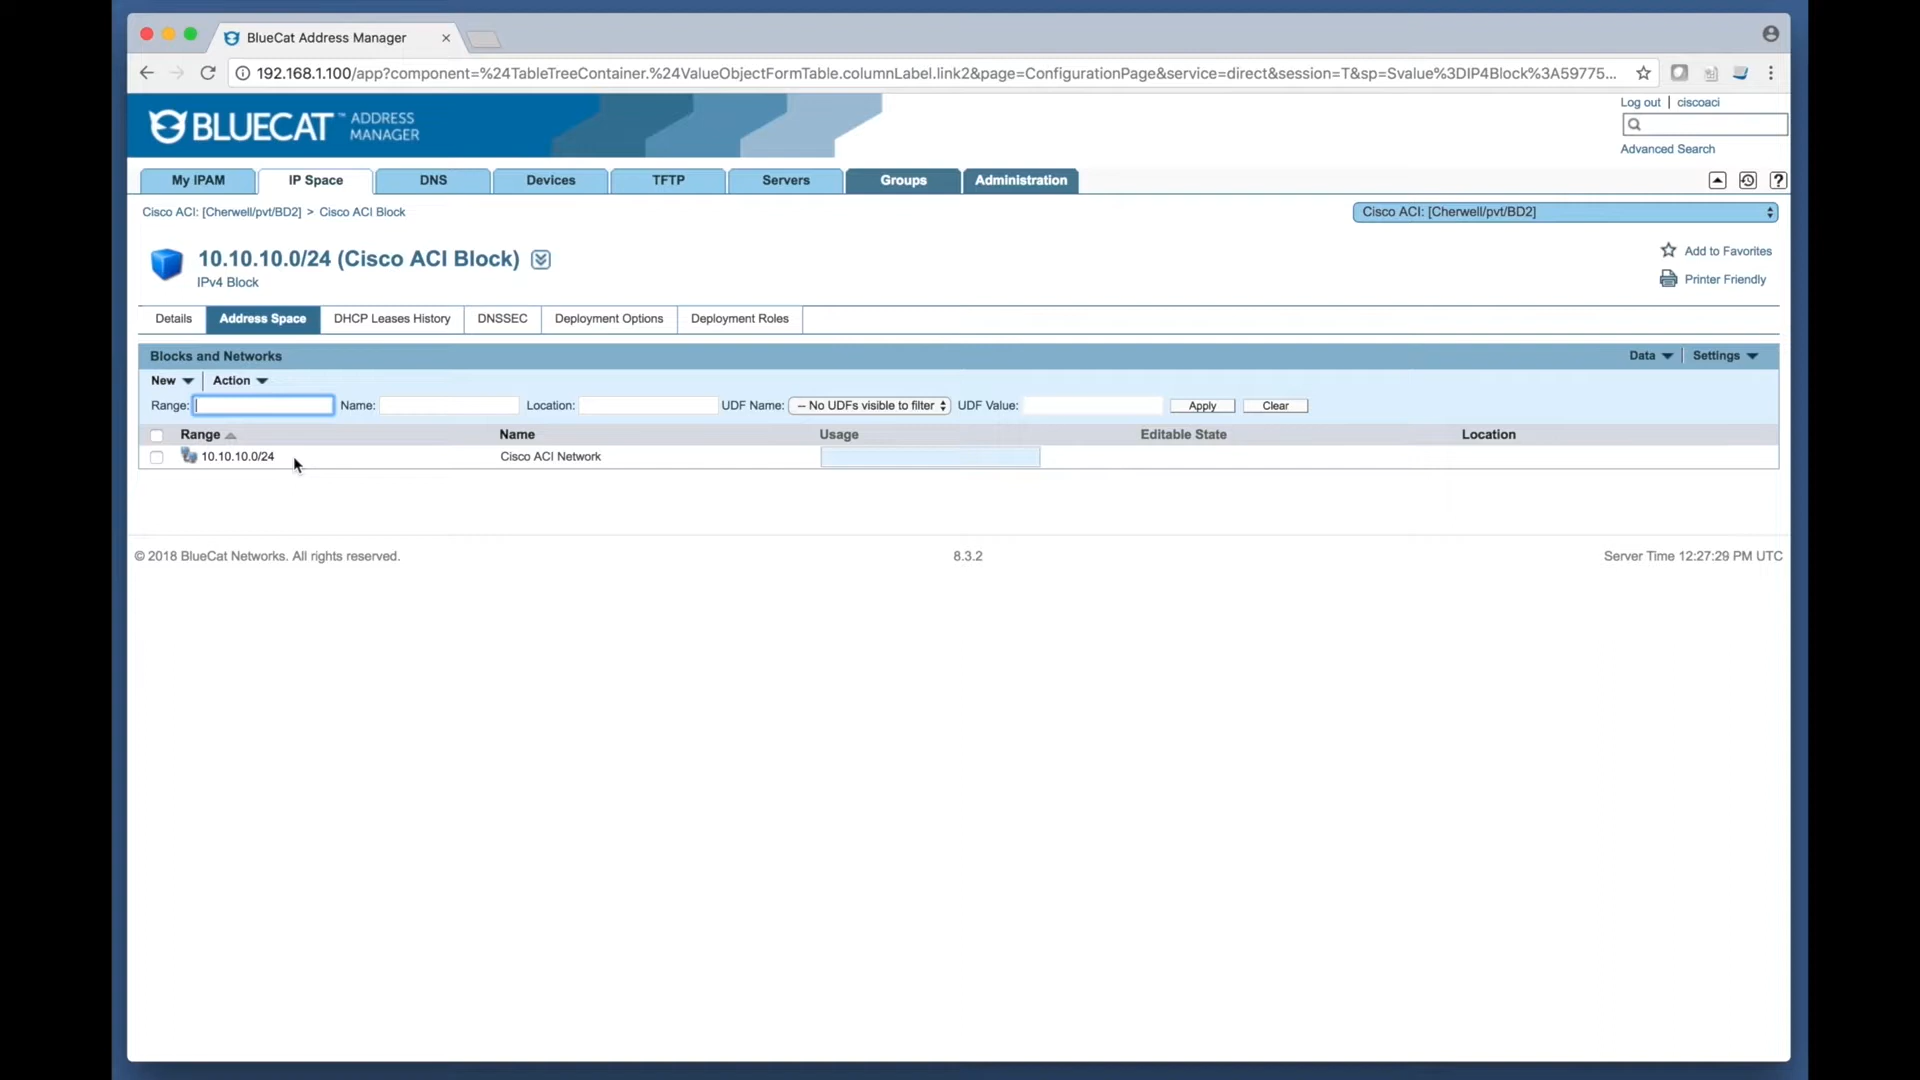 BlueCat Address Manager
192.168.1.100/app?component=%24TableTreeContainer.%24ValueObjectFormTable.columnLabel.link2&page=ConfigurationPage&service=direct&session=T&sp=Svalue%3DIP4Block%3A59775...
BLUECAT™ ADDRESS MANAGER
Log out | ciscoaci
Advanced Search
My IPAM IP Space DNS Devices TFTP Servers Groups Administration ?
Cisco ACI: [Cherwell/pvt/BD2] > Cisco ACI Block Cisco ACI: [Cherwell/pvt/BD2]
10.10.10.0/24 (Cisco ACI Block)
IPv4 Block
Add to Favorites
Printer Friendly
Details Address Space DHCP Leases History DNSSEC Deployment Options Deployment Roles
Blocks and Networks Data | Settings
New Action
Range: Name: Location: UDF Name: -- No UDFs visible to filter UDF Value: Apply Clear
Range Name Usage Editable State Location
10.10.10.0/24 Cisco ACI Network
© 2018 BlueCat Networks. All rights reserved. 8.3.2 Server Time 12:27:29 PM UTC